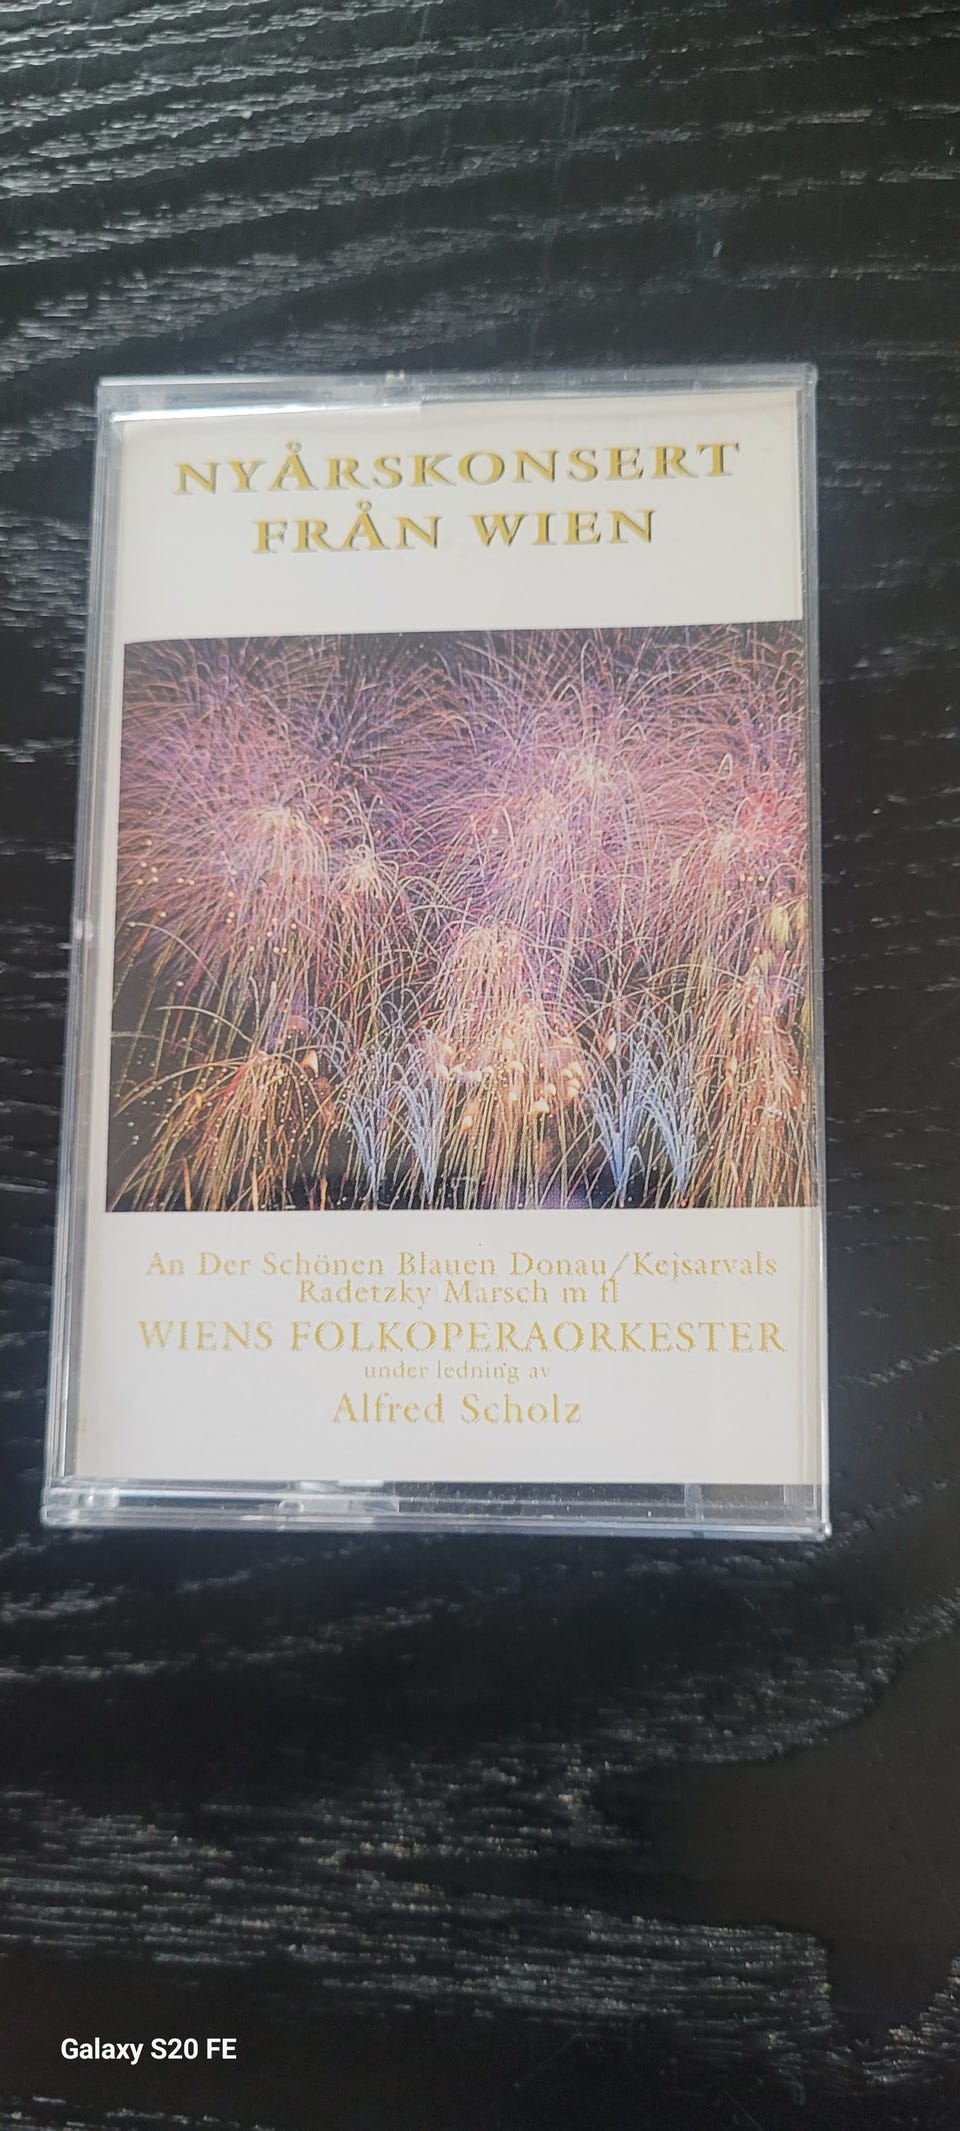 NYÅRSKONSERT
FRÅN WIEN
An Der Schönen Blauen Donau/Kejsarvals
Radetzky Marsch m fl
WIENS FOLKOPERAORKESTER
under ledning av
Alfred Scholz
Galaxy S20 FE